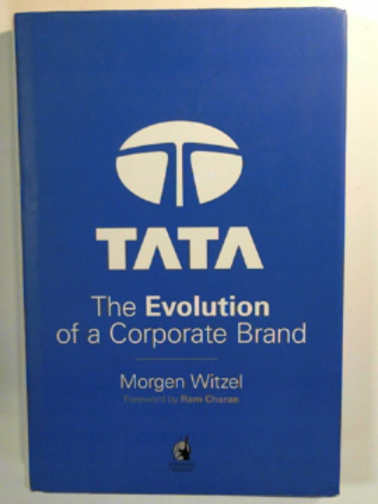 TATA
The Evolution
of a Corporate Brand
Morgen Witzel
Foreword by Ram Charan